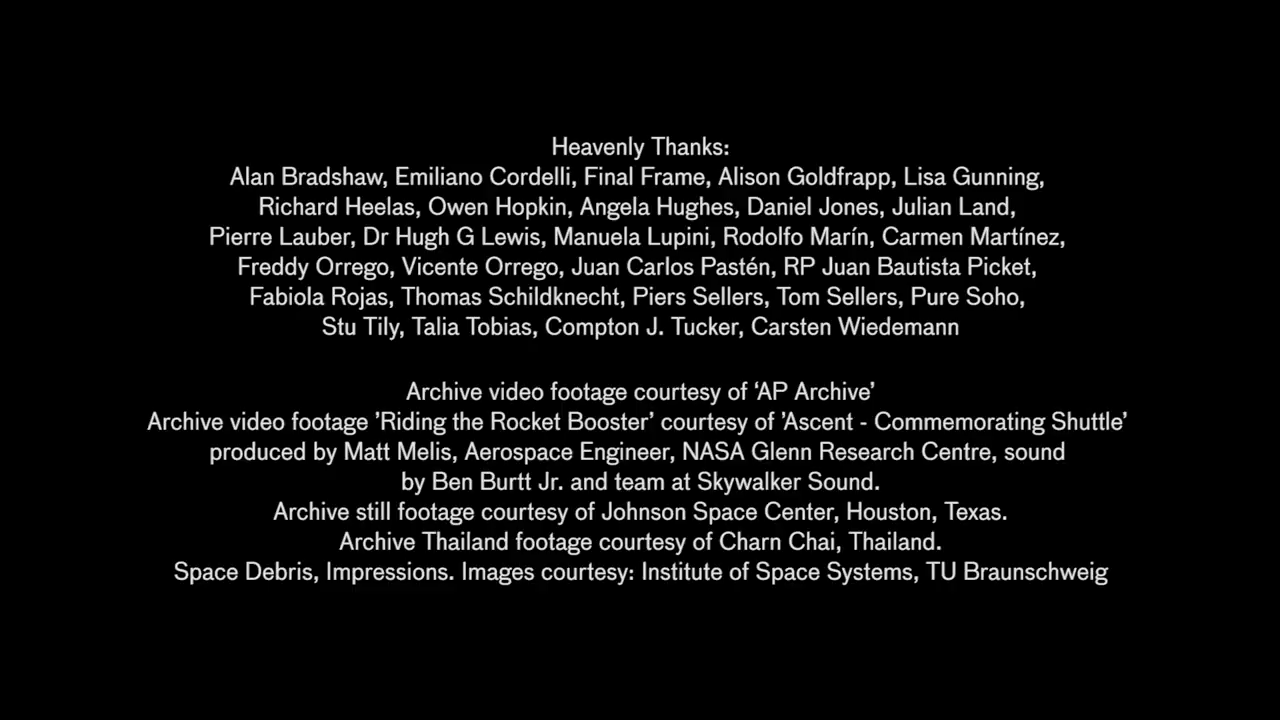 Heavenly Thanks:
Alan Bradshaw, Emiliano Cordelli, Final Frame, Alison Goldfrapp, Lisa Gunning,
Richard Heelas, Owen Hopkin, Angela Hughes, Daniel Jones, Julian Land,
Pierre Lauber, Dr Hugh G Lewis, Manuela Lupini, Rodolfo Marín, Carmen Martínez,
Freddy Orrego, Vicente Orrego, Juan Carlos Pastén, RP Juan Bautista Picket,
Fabiola Rojas, Thomas Schildknecht, Piers Sellers, Tom Sellers, Pure Soho,
Stu Tily, Talia Tobias, Compton J. Tucker, Carsten Wiedemann
Archive video footage courtesy of ‘AP Archive’
Archive video footage ’Riding the Rocket Booster’ courtesy of ’Ascent - Commemorating Shuttle’
produced by Matt Melis, Aerospace Engineer, NASA Glenn Research Centre, sound
by Ben Burtt Jr. and team at Skywalker Sound.
Archive still footage courtesy of Johnson Space Center, Houston, Texas.
Archive Thailand footage courtesy of Charn Chai, Thailand.
Space Debris, Impressions. Images courtesy: Institute of Space Systems, TU Braunschweig